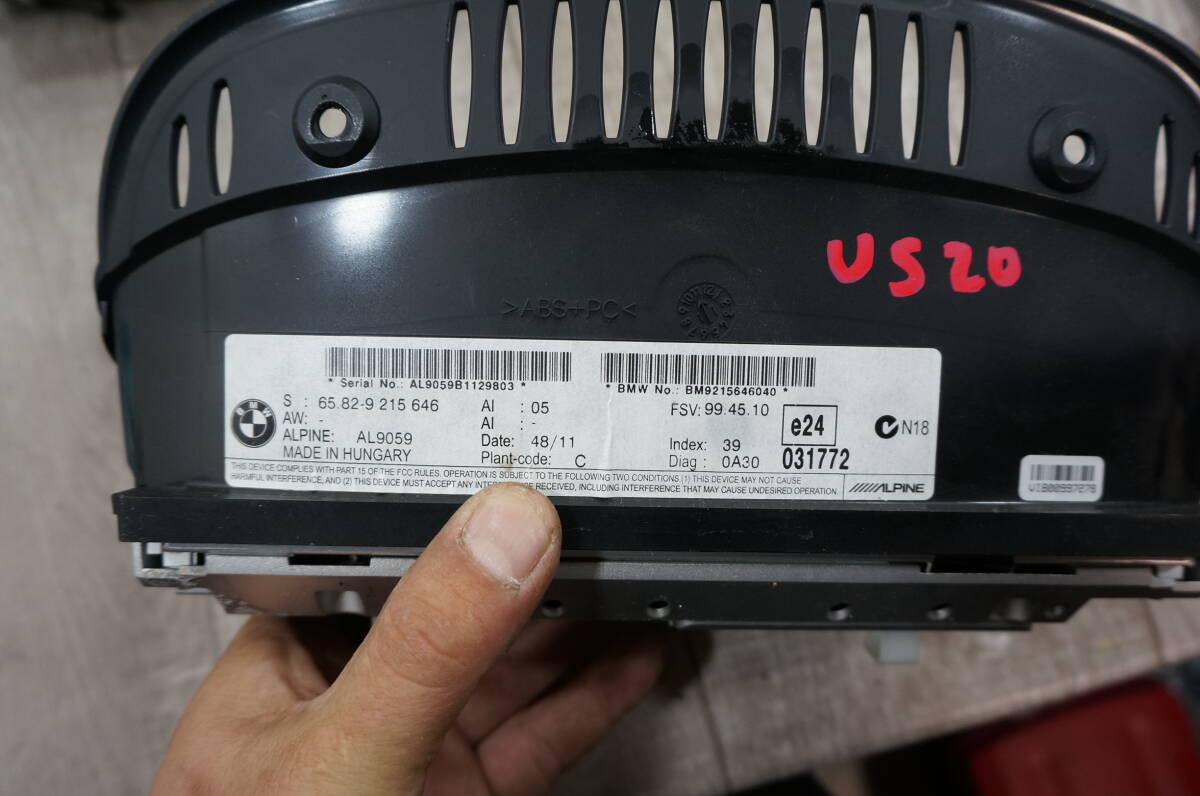 US20
>ABS+PC<
* Serial No.: AL9059B1129803 *
* BMW No.: BM9215646040 *
BMW
S : 65.82-9 215 646
AW: -
ALPINE: AL9059
MADE IN HUNGARY
AI : 05
AI : -
Date: 48/11
Plant-code: C
FSV: 99.45.10
Index: 39
Diag : 0A30
e24
031772
N18
THIS DEVICE COMPLIES WITH PART 15 OF THE FCC RULES. OPERATION IS SUBJECT TO THE FOLLOWING TWO CONDITIONS (1) THIS DEVICE MAY NOT CAUSE
HARMFUL INTERFERENCE, AND (2) THIS DEVICE MUST ACCEPT ANY RECEIVED, INCLUDING INTERFERENCE THAT MAY CAUSE UNDESIRED OPERATION.
ALPINE
VIB00997279